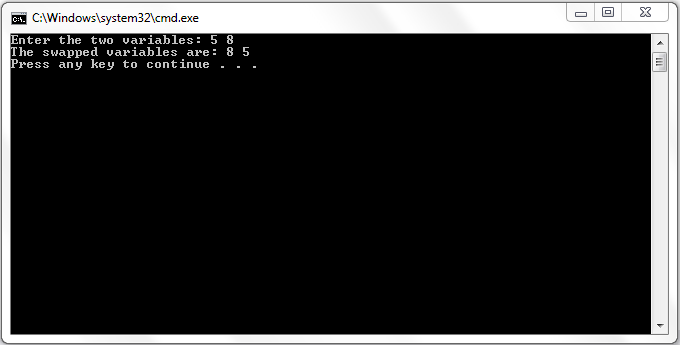 C:\Windows\system32\cmd.exe
Enter the two variables: 5 8
The swapped variables are: 8 5
Press any key to continue . . .